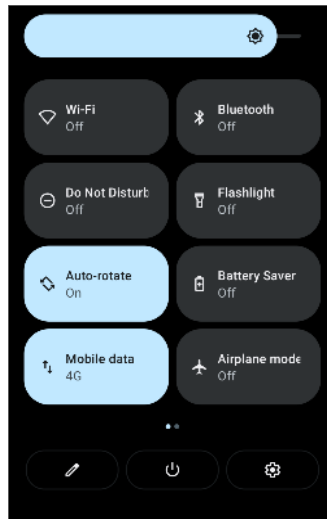 Wi-Fi
Off
Bluetooth
Off
Do Not Disturb
Off
Flashlight
Off
Auto-rotate
On
Battery Saver
Off
Mobile data
4G
Airplane mode
Off